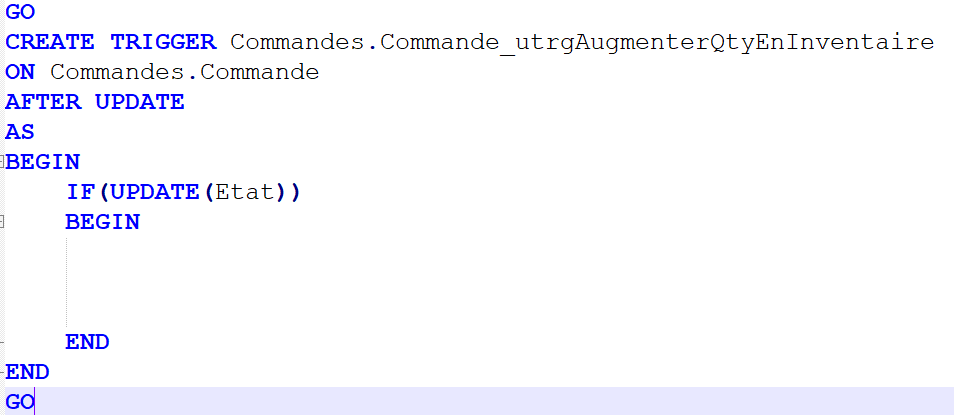 GO
CREATE TRIGGER Commandes.Commande_utrgAugmenterQtyEnInventaire
ON Commandes.Commande
AFTER UPDATE
AS
BEGIN
IF(UPDATE(Etat))
BEGIN
END
END
GO